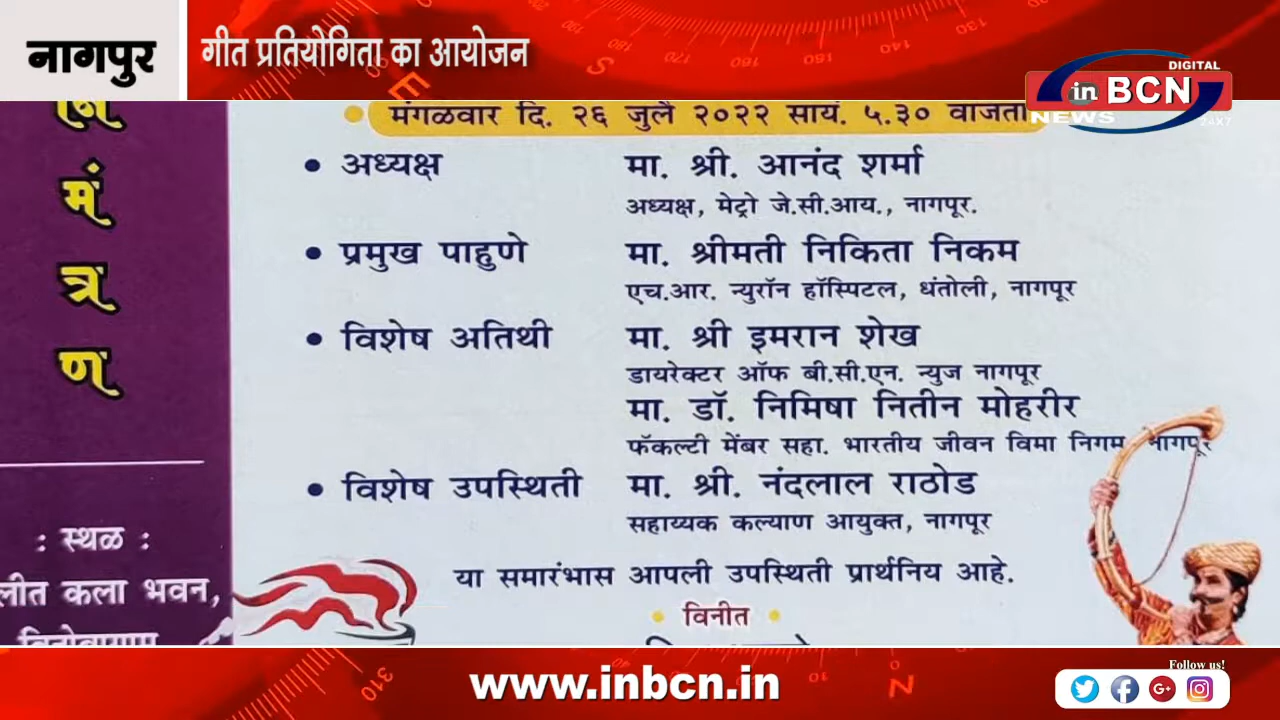 नागपुर
गीत प्रतियोगिता का आयोजन
DIGITAL
in BCN
NEWS 24X7
मं
त्र
ण
मंगळवार दि. २६ जुलै २०२२ सायं. ५.३० वाजता
• अध्यक्ष मा. श्री. आनंद शर्मा
अध्यक्ष, मेट्रो जे.सी.आय., नागपूर.
• प्रमुख पाहुणे मा. श्रीमती निकिता निकम
एच.आर. न्युरॉन हॉस्पिटल, धंतोली, नागपूर
• विशेष अतिथी मा. श्री इमरान शेख
डायरेक्टर ऑफ बी.सी.एन. न्युज नागपूर
मा. डॉ. निमिषा नितीन मोहरीर
फॅकल्टी मेंबर सहा. भारतीय जीवन विमा निगम नागपूर
• विशेष उपस्थिती मा. श्री. नंदलाल राठोड
सहाय्यक कल्याण आयुक्त, नागपूर
या समारंभास आपली उपस्थिती प्रार्थनिय आहे.
• विनीत •
: स्थळ :
लीत कला भवन,
www.inbcn.in
Follow us!